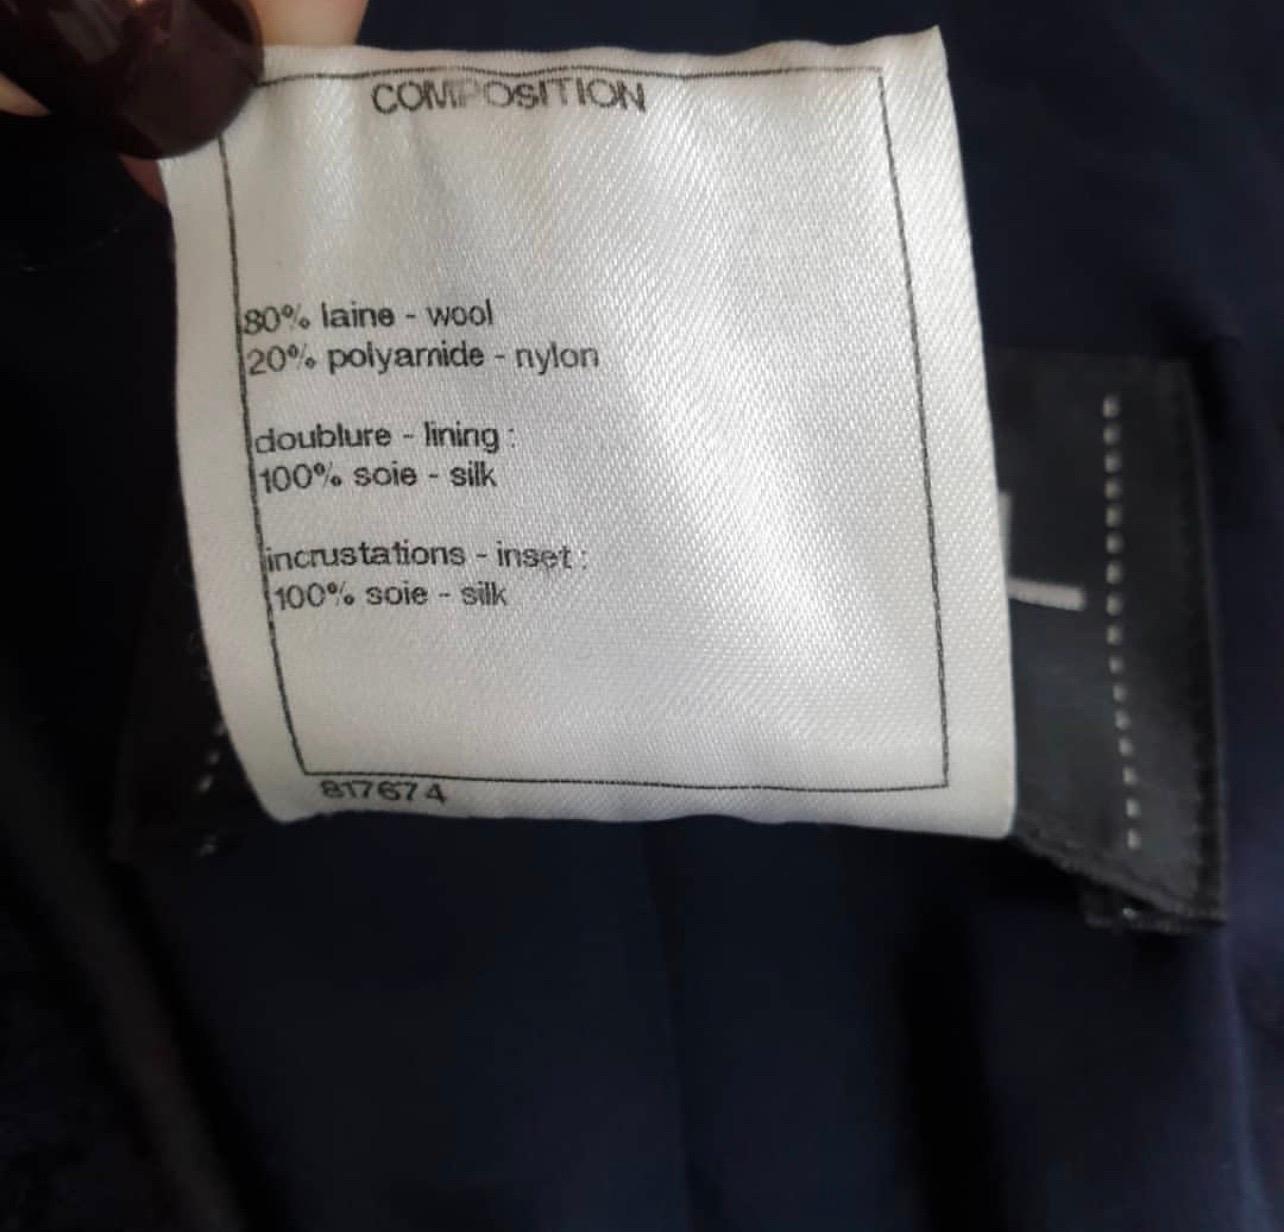 COMPOSITION
80% laine - wool
20% polyamide - nylon
doublure - lining :
100% soie - silk
incrustations - inset :
100% soie - silk
817674